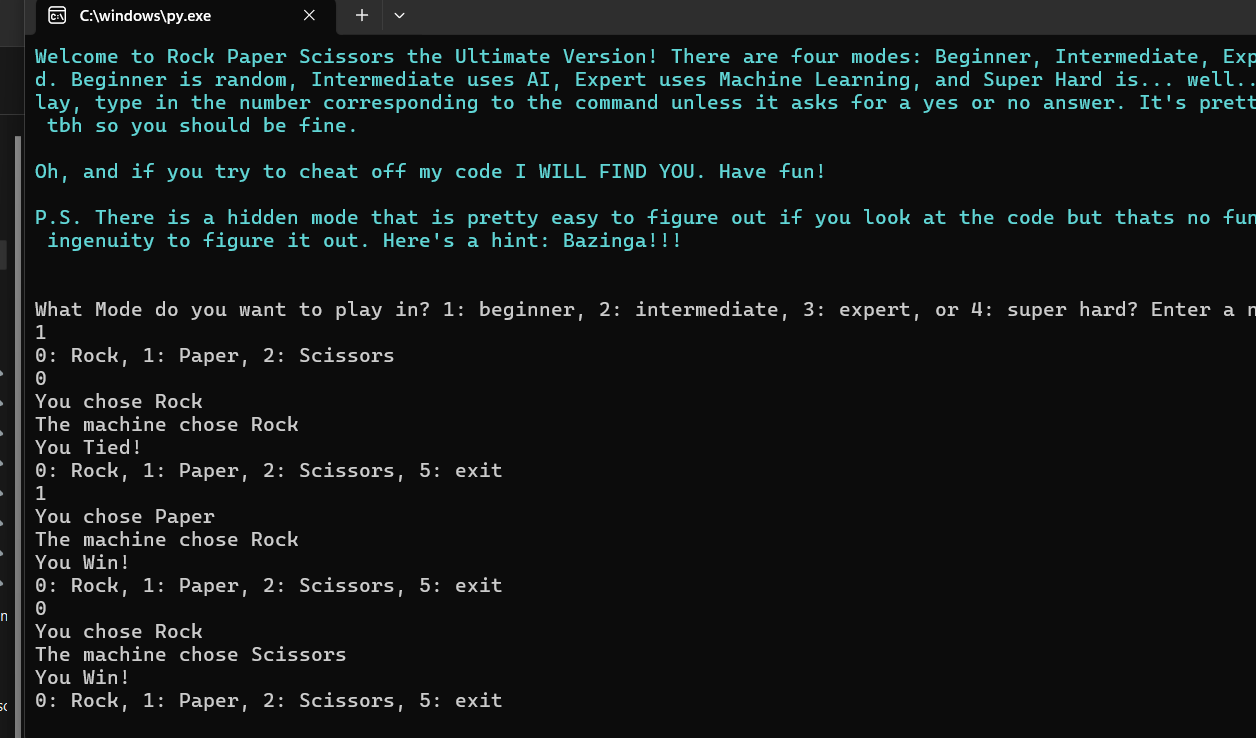 C:\windows\py.exe
Welcome to Rock Paper Scissors the Ultimate Version! There are four modes: Beginner, Intermediate, Exp
d. Beginner is random, Intermediate uses AI, Expert uses Machine Learning, and Super Hard is... well..
lay, type in the number corresponding to the command unless it asks for a yes or no answer. It's prett
tbh so you should be fine.
Oh, and if you try to cheat off my code I WILL FIND YOU. Have fun!
P.S. There is a hidden mode that is pretty easy to figure out if you look at the code but thats no fun
ingenuity to figure it out. Here's a hint: Bazinga!!!
What Mode do you want to play in? 1: beginner, 2: intermediate, 3: expert, or 4: super hard? Enter a n
1
0: Rock, 1: Paper, 2: Scissors
0
You chose Rock
The machine chose Rock
You Tied!
0: Rock, 1: Paper, 2: Scissors, 5: exit
1
You chose Paper
The machine chose Rock
You Win!
0: Rock, 1: Paper, 2: Scissors, 5: exit
0
You chose Rock
The machine chose Scissors
You Win!
0: Rock, 1: Paper, 2: Scissors, 5: exit